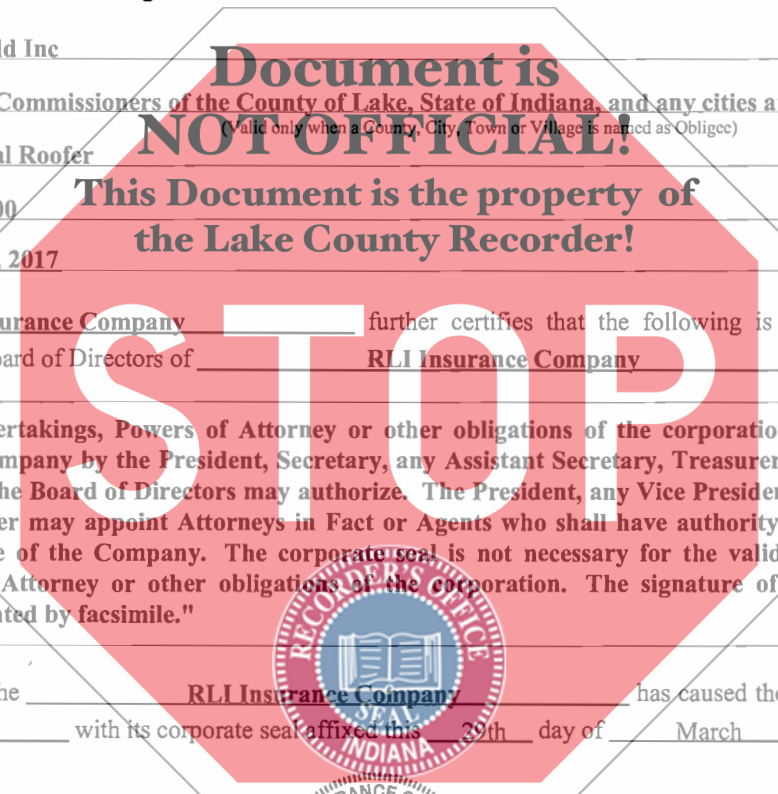 ld Inc
Document is
Commissioners of the County of Lake, State of Indiana, and any cities a
(Valid only when a County, City, Town or Village is named as Obligee)
NOT OFFICIAL!
al Roofer
This Document is the property of
00
the Lake County Recorder!
, 2017
STOP
urance Company further certifies that the following is
oard of Directors of RLI Insurance Company
ertakings, Powers of Attorney or other obligations of the corporatio
mpany by the President, Secretary, any Assistant Secretary, Treasurer
he Board of Directors may authorize. The President, any Vice Presiden
er may appoint Attorneys in Fact or Agents who shall have authority
e of the Company. The corporate seal is not necessary for the valid
Attorney or other obligations of the corporation. The signature of
nted by facsimile."
RECORDER'S OFFICE
SEAL
INDIANA
he RLI Insurance Company has caused the
with its corporate seal affixed this 29th day of March
RANCE